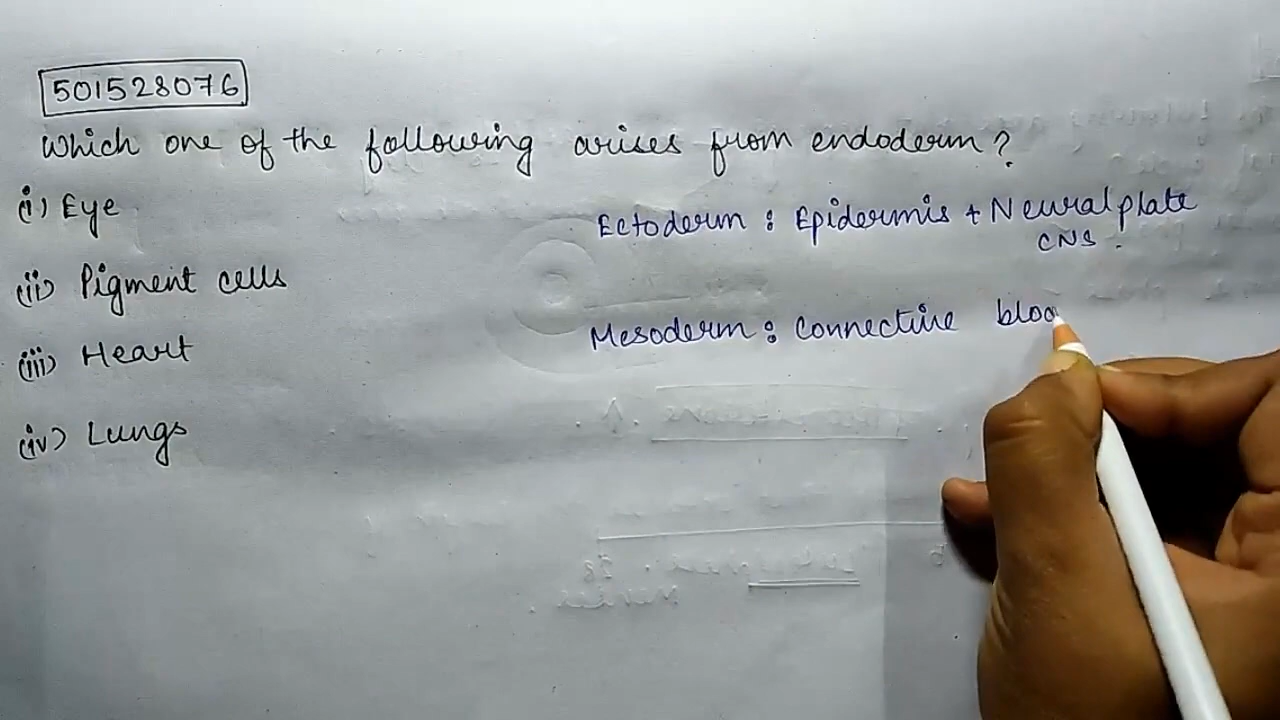 501528076
Which one of the following arises from endoderm?
(i) Eye
Ectoderm : Epidermis + Neural plate
CNS .
(ii) Pigment cells
Mesoderm : Connective bloo
(iii) Heart
(iv) Lungs